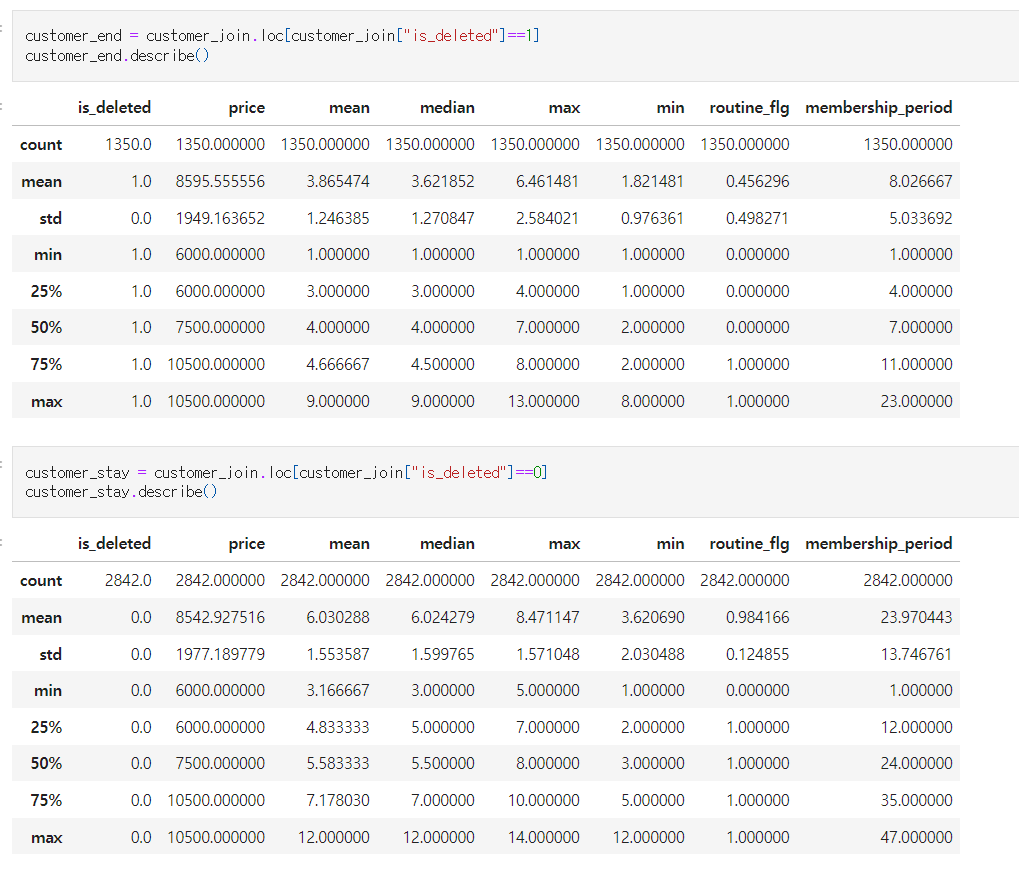 customer_end = customer_join.loc[customer_join["is_deleted"]==1]
customer_end.describe()
is_deleted price mean median max min routine_flg membership_period
count 1350.0 1350.000000 1350.000000 1350.000000 1350.000000 1350.000000 1350.000000 1350.000000
mean 1.0 8595.555556 3.865474 3.621852 6.461481 1.821481 0.456296 8.026667
std 0.0 1949.163652 1.246385 1.270847 2.584021 0.976361 0.498271 5.033692
min 1.0 6000.000000 1.000000 1.000000 1.000000 1.000000 0.000000 1.000000
25% 1.0 6000.000000 3.000000 3.000000 4.000000 1.000000 0.000000 4.000000
50% 1.0 7500.000000 4.000000 4.000000 7.000000 2.000000 0.000000 7.000000
75% 1.0 10500.000000 4.666667 4.500000 8.000000 2.000000 1.000000 11.000000
max 1.0 10500.000000 9.000000 9.000000 13.000000 8.000000 1.000000 23.000000
customer_stay = customer_join.loc[customer_join["is_deleted"]==0]
customer_stay.describe()
is_deleted price mean median max min routine_flg membership_period
count 2842.0 2842.000000 2842.000000 2842.000000 2842.000000 2842.000000 2842.000000 2842.000000
mean 0.0 8542.927516 6.030288 6.024279 8.471147 3.620690 0.984166 23.970443
std 0.0 1977.189779 1.553587 1.599765 1.571048 2.030488 0.124855 13.746761
min 0.0 6000.000000 3.166667 3.000000 5.000000 1.000000 0.000000 1.000000
25% 0.0 6000.000000 4.833333 5.000000 7.000000 2.000000 1.000000 12.000000
50% 0.0 7500.000000 5.583333 5.500000 8.000000 3.000000 1.000000 24.000000
75% 0.0 10500.000000 7.178030 7.000000 10.000000 5.000000 1.000000 35.000000
max 0.0 10500.000000 12.000000 12.000000 14.000000 12.000000 1.000000 47.000000